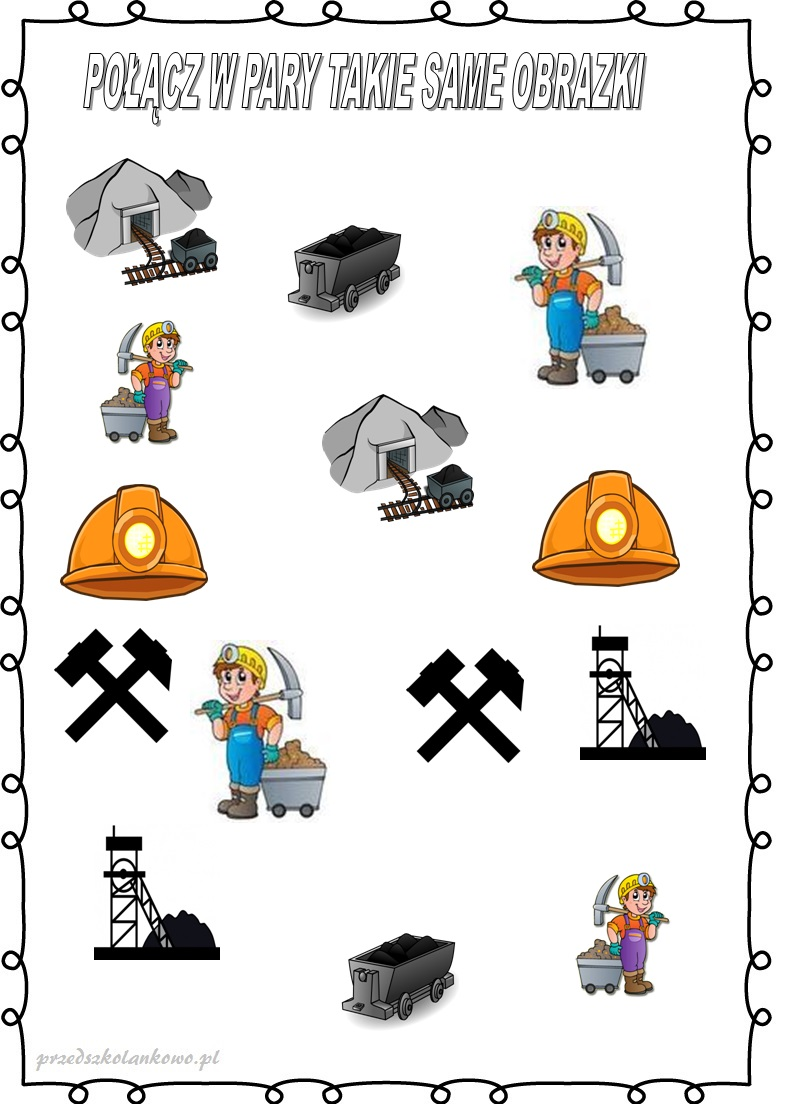 POŁĄCZ W PARY TAKIE SAME OBRAZKI
przedszkolankowo.pl